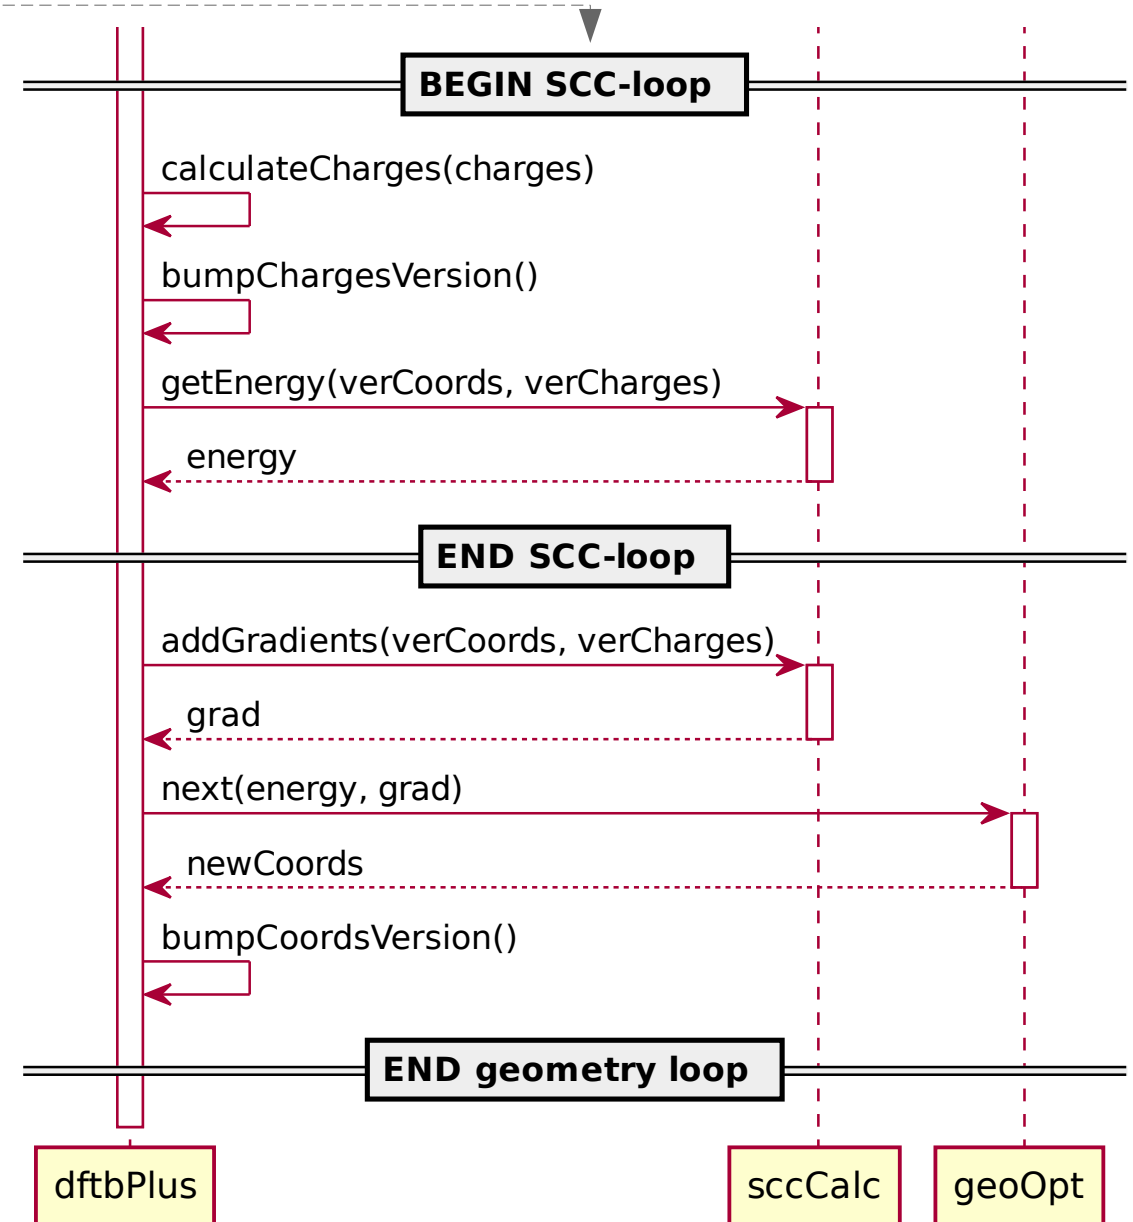 BEGIN SCC-loop
calculateCharges(charges)
bumpChargesVersion()
getEnergy(verCoords, verCharges)
energy
END SCC-loop
addGradients(verCoords, verCharges)
grad
next(energy, grad)
newCoords
bumpCoordsVersion()
END geometry loop
dftbPlus sccCalc geoOpt